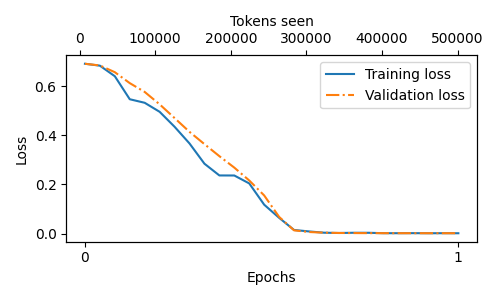 Tokens seen
0 100000 200000 300000 400000 500000
Training loss
Validation loss
0.6
0.4
0.2
0.0
Loss
0 1
Epochs